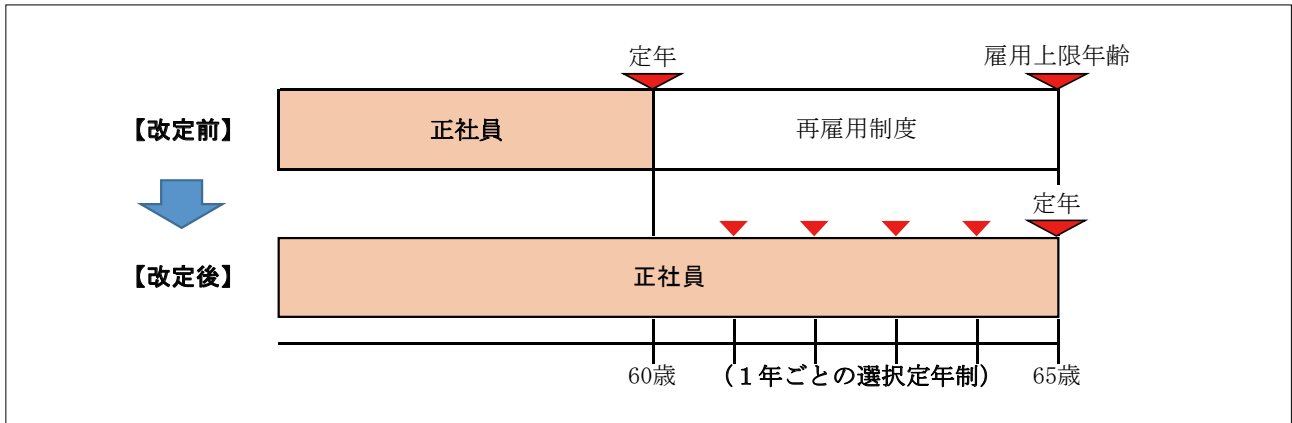 定年
雇用上限年齢
【改定前】
正社員
再雇用制度
定年
【改定後】
正社員
60歳
（１年ごとの選択定年制）
65歳